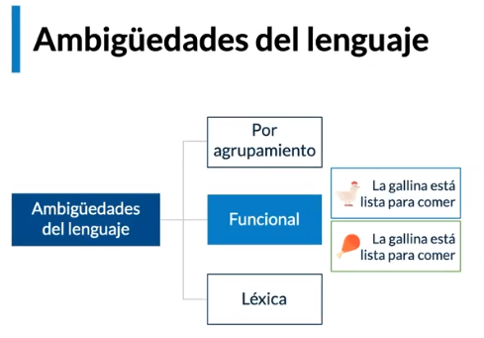 Ambigüedades del lenguaje
Por
agrupamiento
Ambigüedades
del lenguaje
Funcional
La gallina está
lista para comer
La gallina está
lista para comer
Léxica